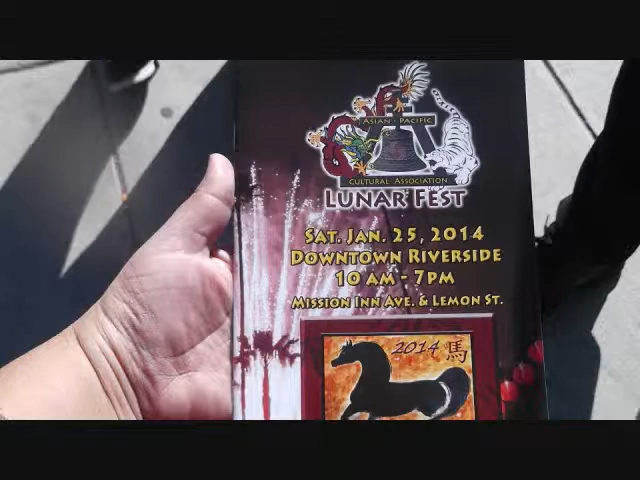 ASIAN · PACIFIC
CULTURAL ASSOCIATION
LUNAR FEST
SAT. JAN. 25, 2014
DOWNTOWN RIVERSIDE
10 AM - 7PM
MISSION INN AVE. & LEMON ST.
2014 馬